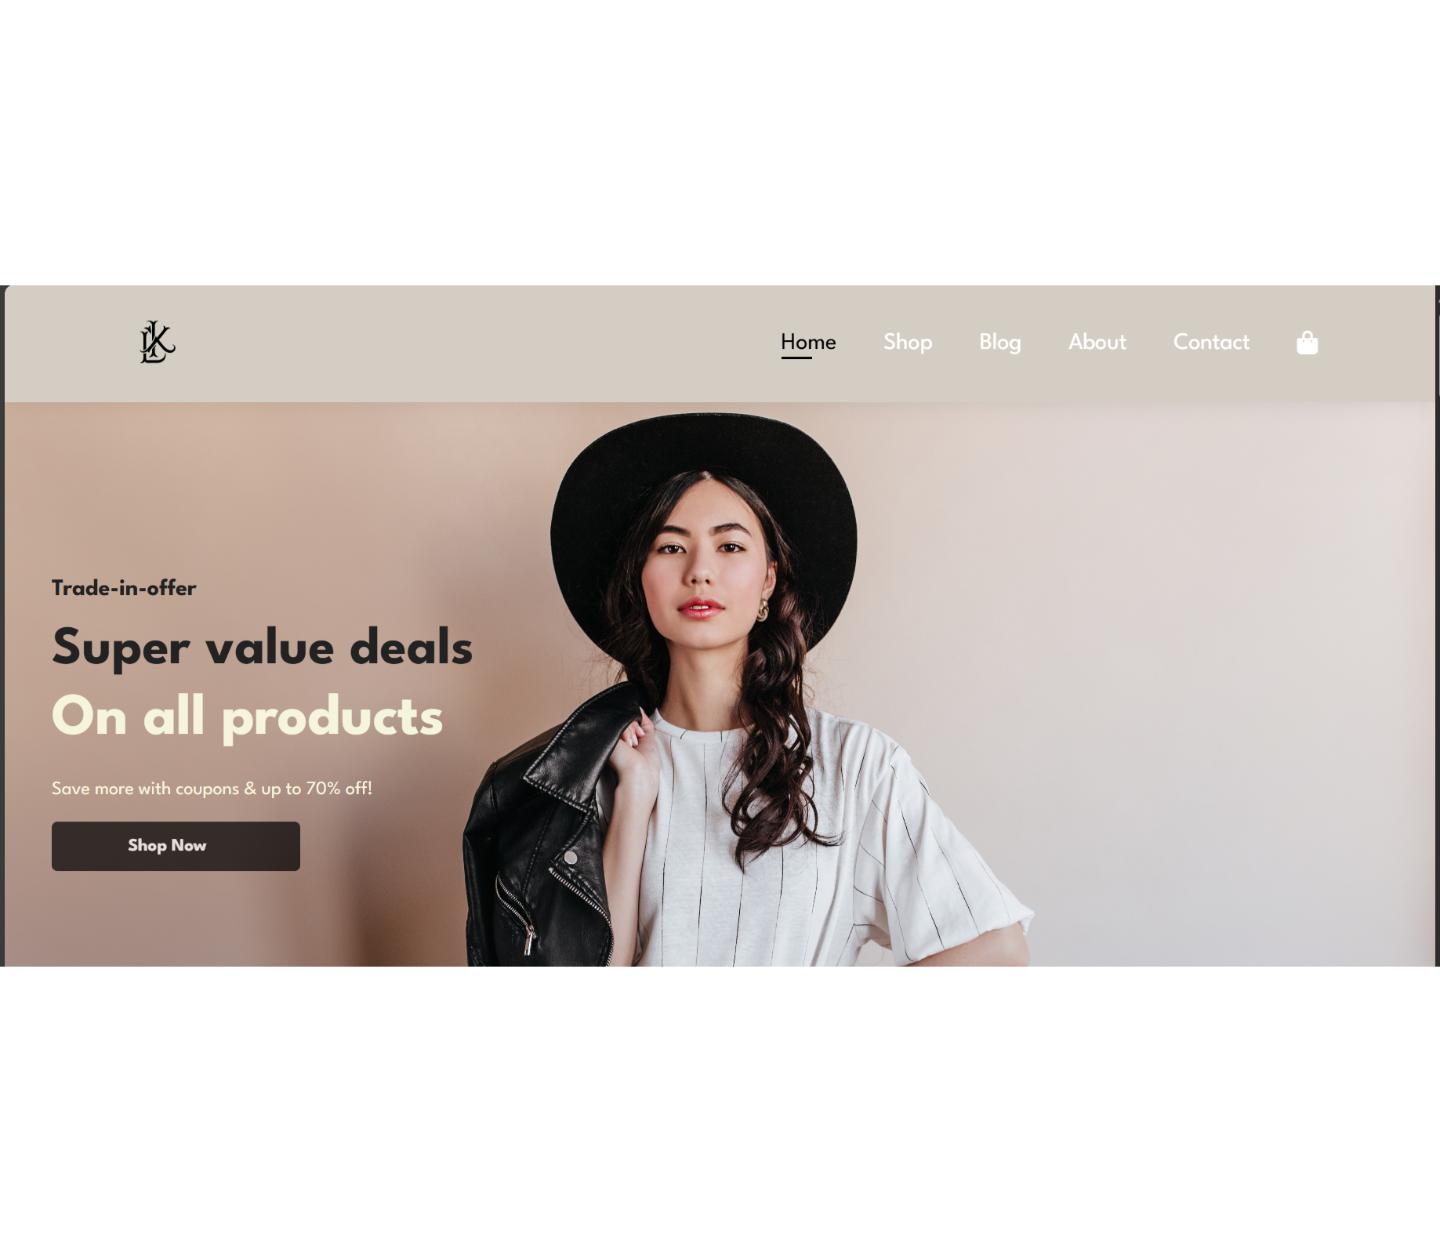 Home Shop Blog About Contact
Trade-in-offer
Super value deals
On all products
Save more with coupons & up to 70% off!
Shop Now